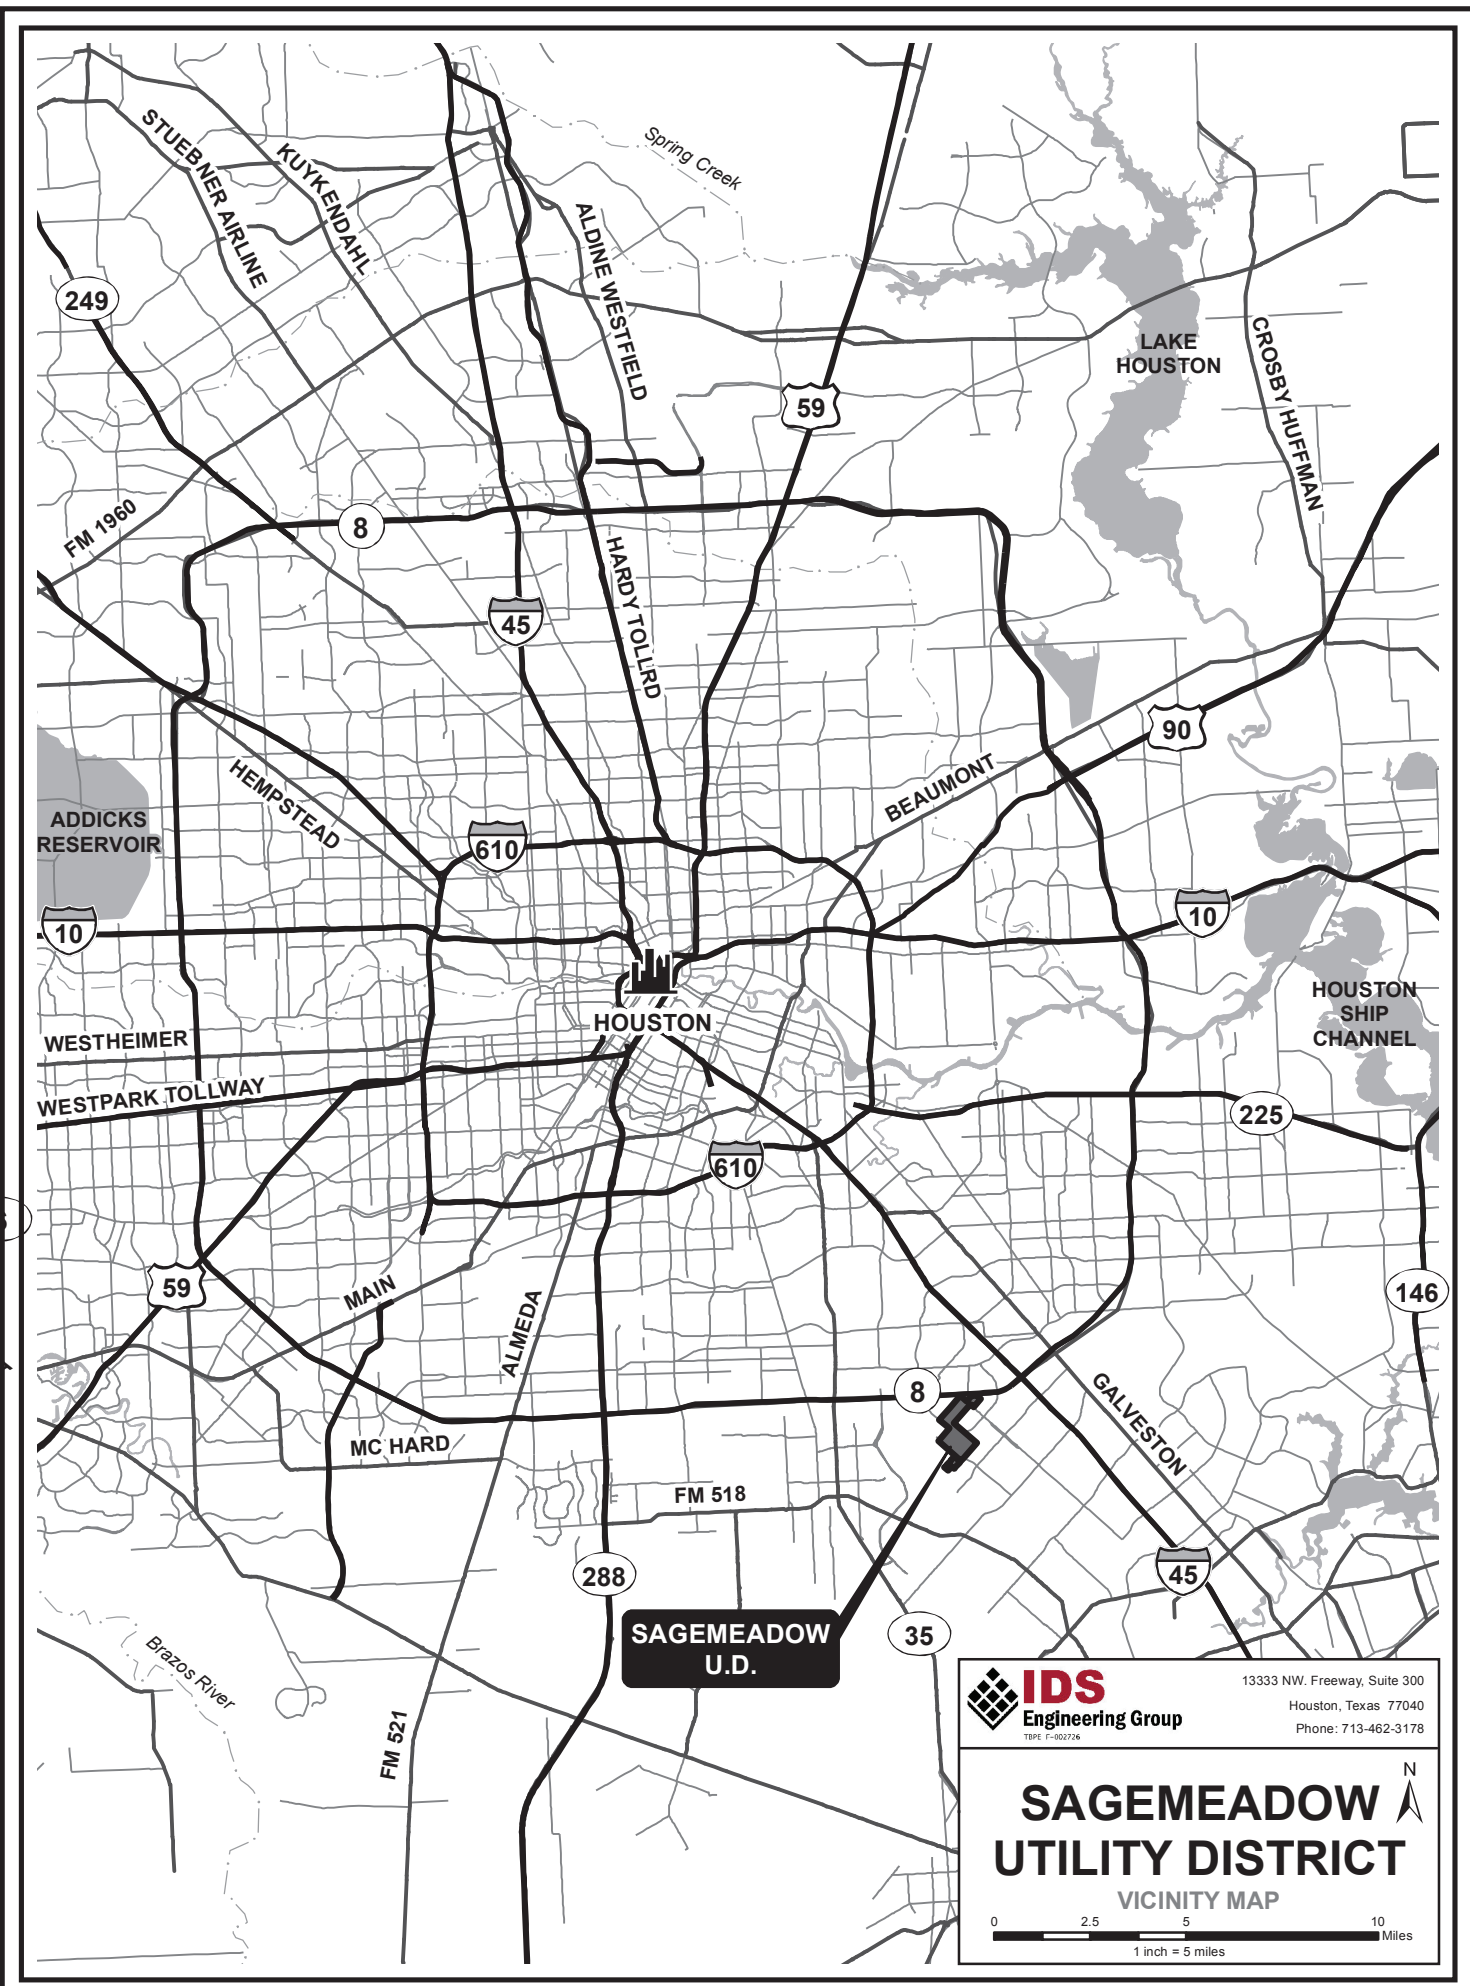 Spring Creek
STUEBNER AIRLINE
KUYKENDAHL
ALDINE WESTFIELD
249
LAKE
HOUSTON
CROSBY HUFFMAN
59
FM 1960
8
HARDY TOLLRD
45
90
HEMPSTEAD
BEAUMONT
ADDICKS
RESERVOIR
610
10
10
HOUSTON
SHIP
CHANNEL
HOUSTON
WESTHEIMER
WESTPARK TOLLWAY
225
610
59
MAIN
ALMEDA
146
8
GALVESTON
MC HARD
FM 518
288
45
SAGEMEADOW
U.D.
35
Brazos River
FM 521
IDS
Engineering Group
TBPE F-002726
13333 NW. Freeway, Suite 300
Houston, Texas 77040
Phone: 713-462-3178
N
SAGEMEADOW
UTILITY DISTRICT
VICINITY MAP
0 2.5 5 10
Miles
1 inch = 5 miles